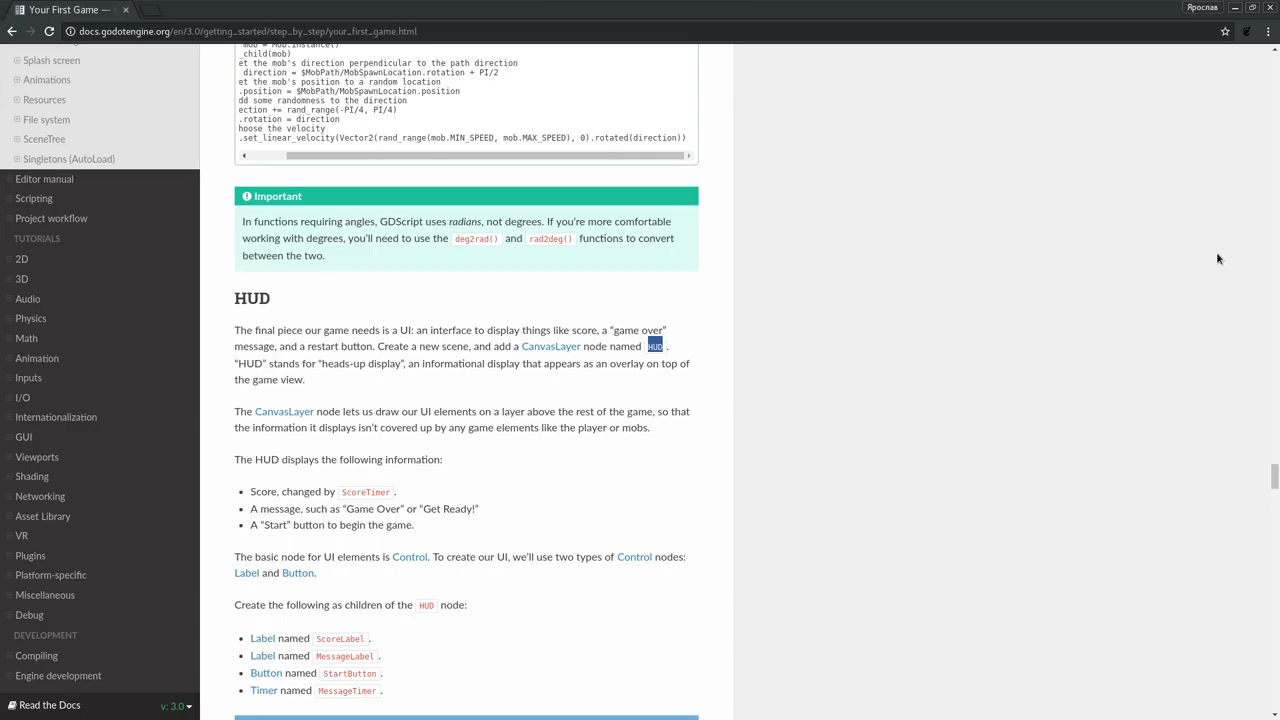 Your First Game —
Ярослав
docs.godotengine.org/en/3.0/getting_started/step_by_step/your_first_game.html
Splash screen
Animations
Resources
File system
SceneTree
Singletons (AutoLoad)
Editor manual
Scripting
Project workflow
TUTORIALS
2D
3D
Audio
Physics
Math
Animation
Inputs
I/O
Internationalization
GUI
Viewports
Shading
Networking
Asset Library
VR
Plugins
Platform-specific
Miscellaneous
Debug
DEVELOPMENT
Compiling
Engine development
Read the Docs
v: 3.0
mob = Mob.instance()
_child(mob)
et the mob's direction perpendicular to the path direction
direction = $MobPath/MobSpawnLocation.rotation + PI/2
et the mob's position to a random location
.position = $MobPath/MobSpawnLocation.position
dd some randomness to the direction
ection += rand_range(-PI/4, PI/4)
.rotation = direction
hoose the velocity
.set_linear_velocity(Vector2(rand_range(mob.MIN_SPEED, mob.MAX_SPEED), 0).rotated(direction))
Important
In functions requiring angles, GDScript uses radians, not degrees. If you’re more comfortable
working with degrees, you’ll need to use the deg2rad() and rad2deg() functions to convert
between the two.
HUD
The final piece our game needs is a UI: an interface to display things like score, a “game over”
message, and a restart button. Create a new scene, and add a CanvasLayer node named HUD .
“HUD” stands for “heads-up display”, an informational display that appears as an overlay on top of
the game view.
The CanvasLayer node lets us draw our UI elements on a layer above the rest of the game, so that
the information it displays isn’t covered up by any game elements like the player or mobs.
The HUD displays the following information:
• Score, changed by ScoreTimer.
• A message, such as “Game Over” or “Get Ready!”
• A “Start” button to begin the game.
The basic node for UI elements is Control. To create our UI, we’ll use two types of Control nodes:
Label and Button.
Create the following as children of the HUD node:
• Label named ScoreLabel.
• Label named MessageLabel.
• Button named StartButton.
• Timer named MessageTimer.